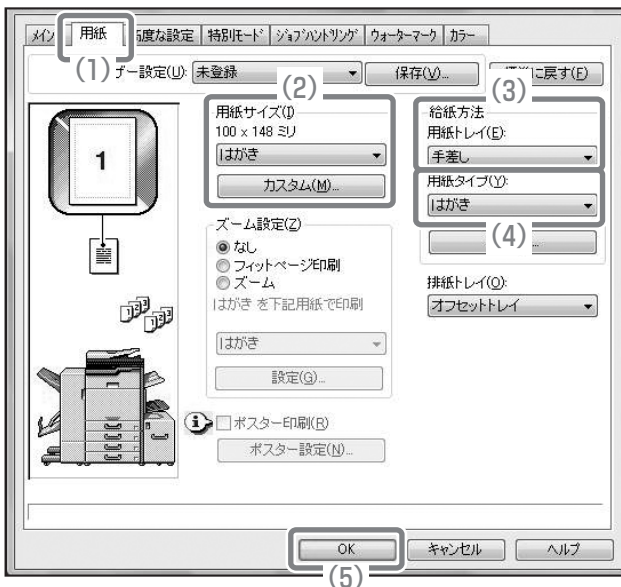 メイン 用紙 高度な設定 特別モード ジョブハンドリング ウォーターマーク カラー
(1)
ザー設定(U): 未登録 保存(V)... に戻す(F)
(2)
用紙サイズ(I)
100 x 148 ミリ
はがき
カスタム(M)...
(3)
給紙方法
用紙トレイ(E):
手差し
用紙タイプ(Y):
はがき
(4)
...
1
ズーム設定(Z)
なし
フィットページ印刷
ズーム
はがき を下記用紙で印刷
はがき
設定(G)...
排紙トレイ(O):
オフセットトレイ
123
123
ポスター印刷(R)
ポスター設定(N)...
OK キャンセル ヘルプ
(5)